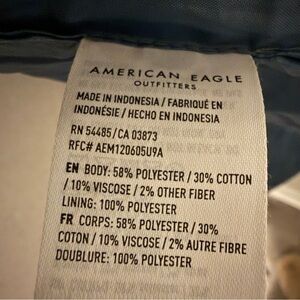 AMERICAN EAGLE
OUTFITTERS
MADE IN INDONESIA / FABRIQUÉ EN
INDONÉSIE / HECHO EN INDONESIA
RN 54485 / CA 03873
RFC# AEM120605U9A
EN BODY: 58% POLYESTER / 30% COTTON
/ 10% VISCOSE / 2% OTHER FIBER
LINING: 100% POLYESTER
FR CORPS: 58% POLYESTER / 30%
COTON / 10% VISCOSE / 2% AUTRE FIBRE
DOUBLURE: 100% POLYESTER